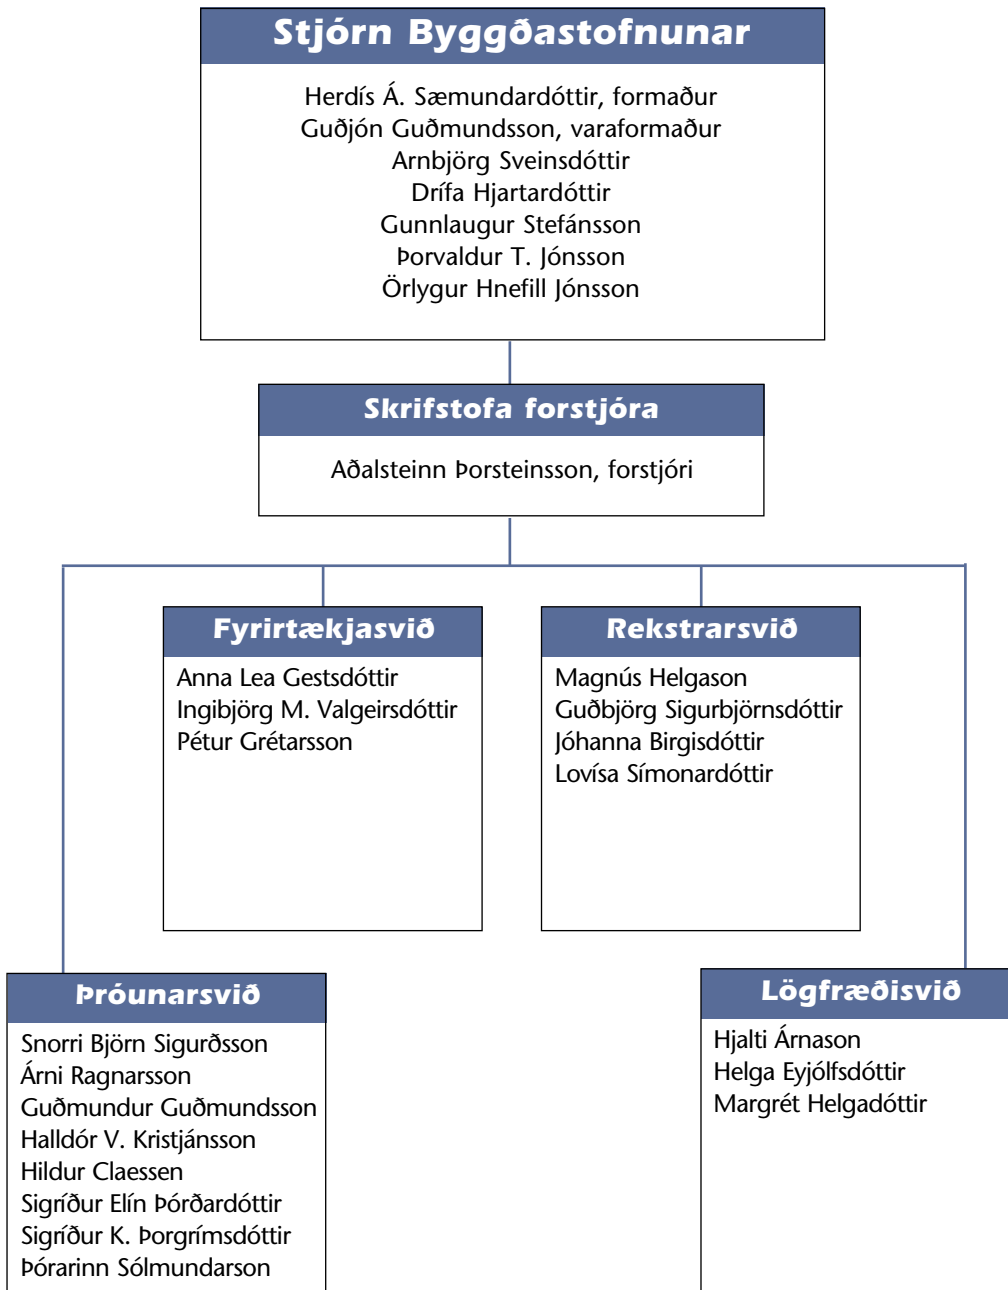 Stjórn Byggðastofnunar
Herdís Á. Sæmundardóttir, formaður
Guðjón Guðmundsson, varaformaður
Arnbjörg Sveinsdóttir
Drífa Hjartardóttir
Gunnlaugur Stefánsson
Þorvaldur T. Jónsson
Örlygur Hnefill Jónsson
Skrifstofa forstjóra
Aðalsteinn Þorsteinsson, forstjóri
Fyrirtækjasvið
Anna Lea Gestsdóttir
Ingibjörg M. Valgeirsdóttir
Pétur Grétarsson
Rekstrarsvið
Magnús Helgason
Guðbjörg Sigurbjörnsdóttir
Jóhanna Birgisdóttir
Lovísa Símonardóttir
Þróunarsvið
Snorri Björn Sigurðsson
Árni Ragnarsson
Guðmundur Guðmundsson
Halldór V. Kristjánsson
Hildur Claessen
Sigríður Elín Þórðardóttir
Sigríður K. Þorgrímsdóttir
Þórarinn Sólmundarson
Lögfræðisvið
Hjalti Árnason
Helga Eyjólfsdóttir
Margrét Helgadóttir